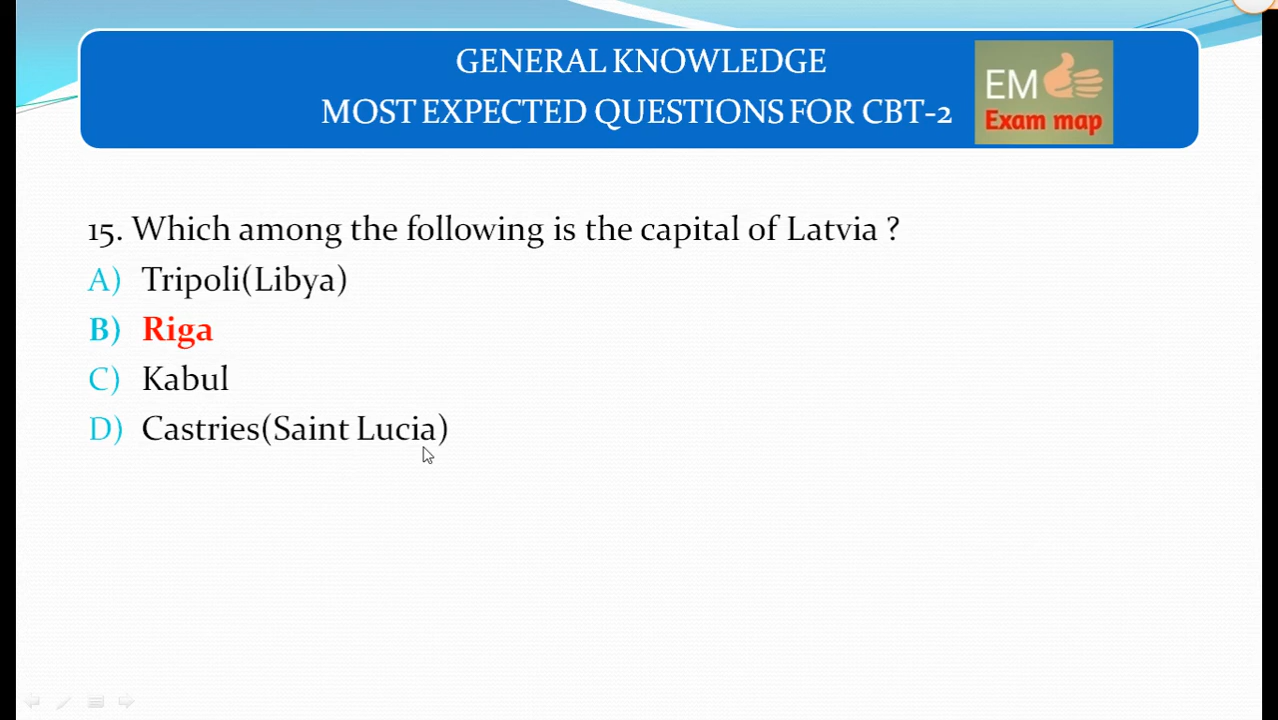 GENERAL KNOWLEDGE
MOST EXPECTED QUESTIONS FOR CBT-2
EM
Exam map
15. Which among the following is the capital of Latvia ?
A) Tripoli(Libya)
B) Riga
C) Kabul
D) Castries(Saint Lucia)